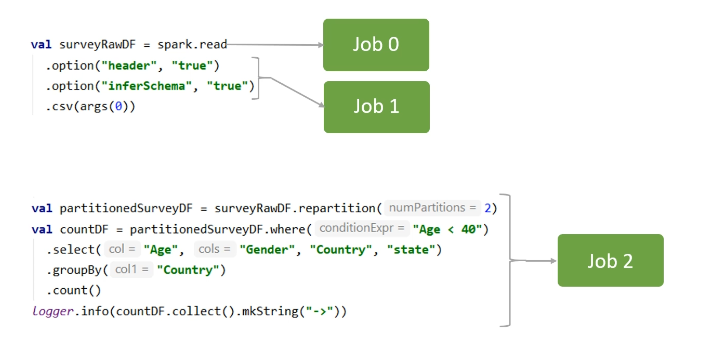 val surveyRawDF = spark.read
.option("header", "true")
.option("inferSchema", "true")
.csv(args(0))
Job 0
Job 1
val partitionedSurveyDF = surveyRawDF.repartition( numPartitions = 2)
val countDF = partitionedSurveyDF.where( conditionExpr = "Age < 40")
.select( col = "Age", cols = "Gender", "Country", "state")
.groupBy( col1 = "Country")
.count()
Logger.info(countDF.collect().mkString("->"))
Job 2